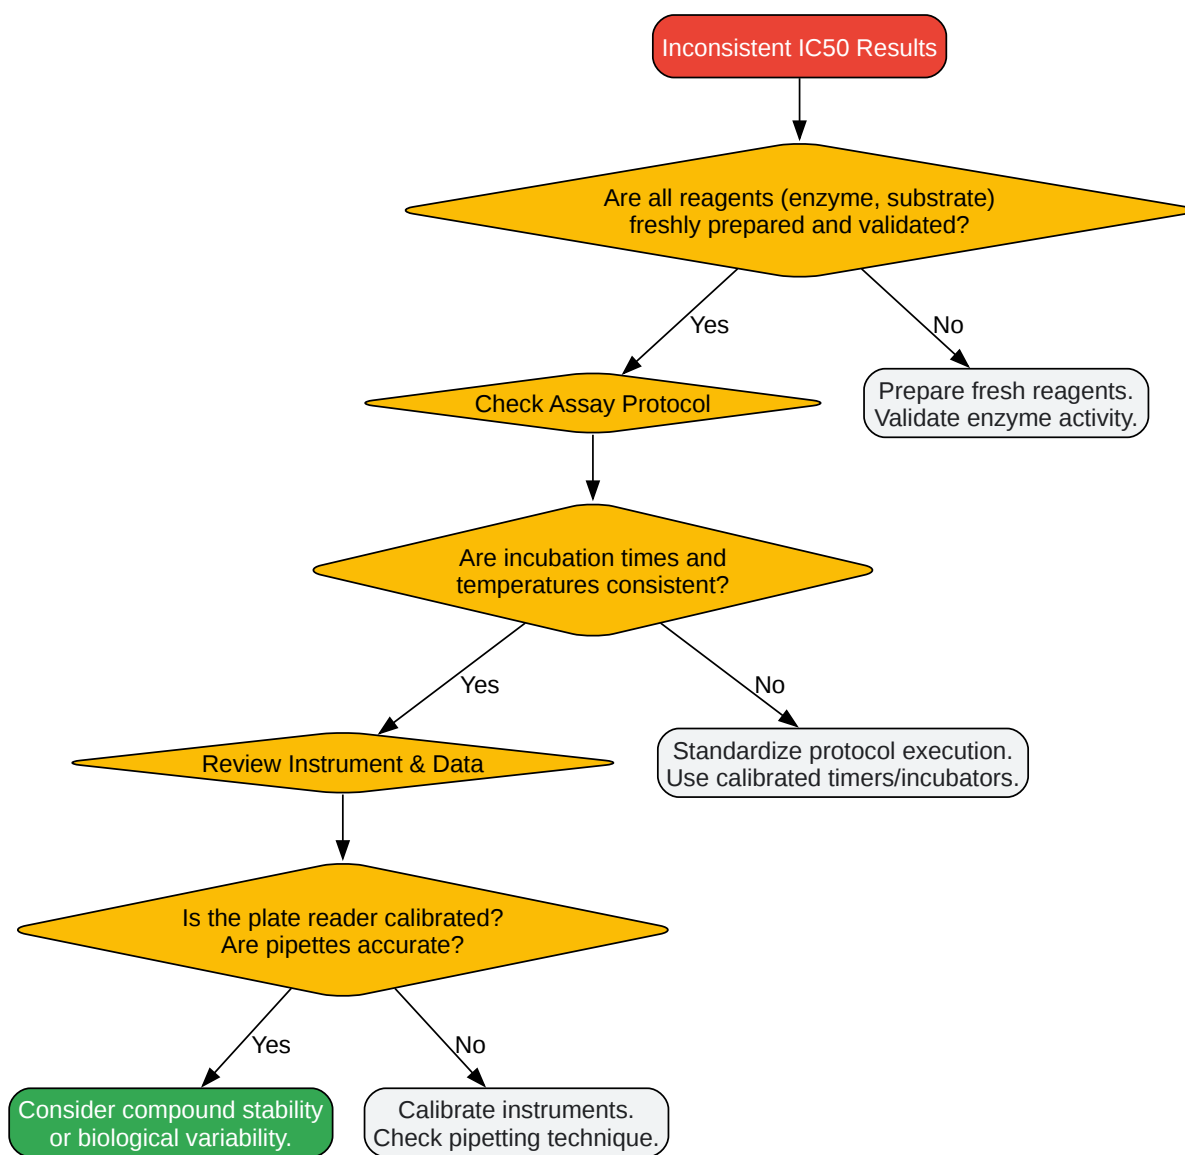 Inconsistent IC50 Results
Are all reagents (enzyme, substrate)
freshly prepared and validated?
Yes
No
Check Assay Protocol
Prepare fresh reagents.
Validate enzyme activity.
Are incubation times and
temperatures consistent?
Yes
No
Review Instrument & Data
Standardize protocol execution.
Use calibrated timers/incubators.
Is the plate reader calibrated?
Are pipettes accurate?
Yes
No
Consider compound stability
or biological variability.
Calibrate instruments.
Check pipetting technique.